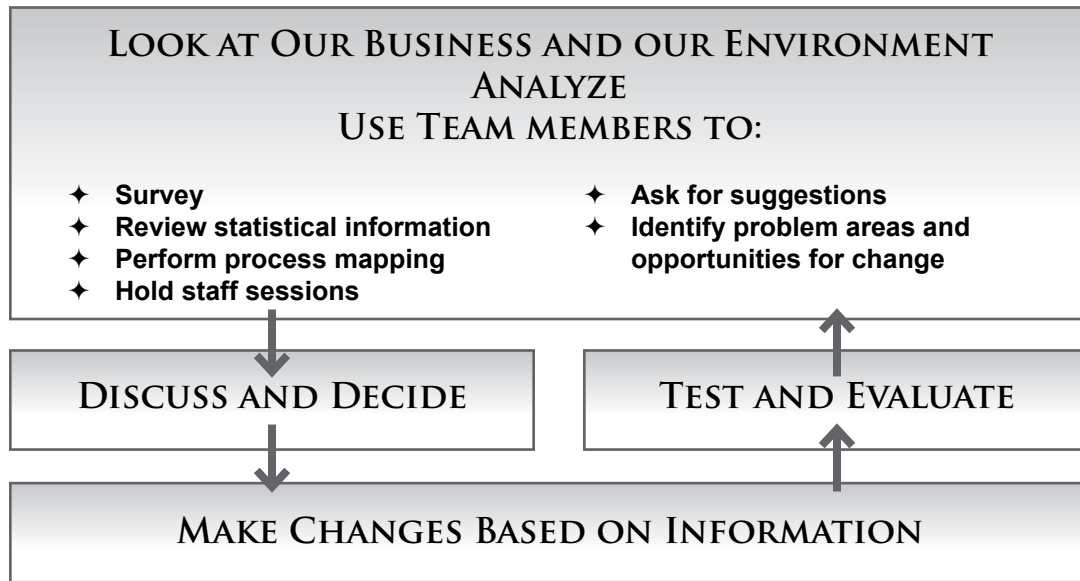 Look at Our Business and our Environment
Analyze
Use Team members to:
✦ Survey
✦ Review statistical information
✦ Perform process mapping
✦ Hold staff sessions
✦ Ask for suggestions
✦ Identify problem areas and
opportunities for change
Discuss and Decide
Test and Evaluate
Make Changes Based on Information